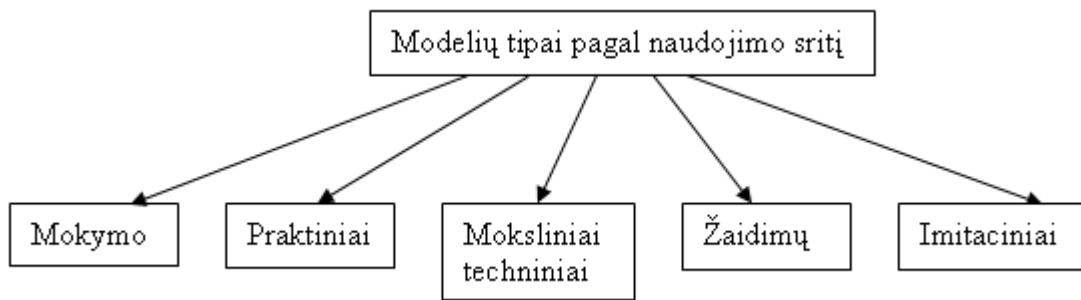 Modelių tipai pagal naudojimo sritį
Mokymo
Praktiniai
Moksliniai
techniniai
Žaidimų
Imitaciniai